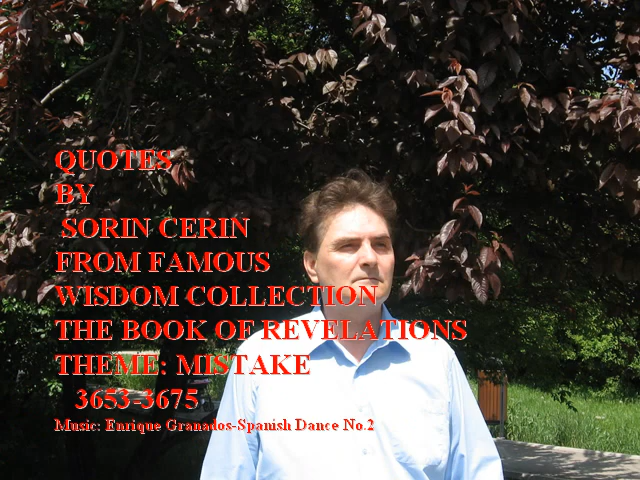 QUOTES
BY
SORIN CERIN
FROM FAMOUS
WISDOM COLLECTION
THE BOOK OF REVELATIONS
THEME: MISTAKE
3653-3675
Music: Enrique Granados-Spanish Dance No.2